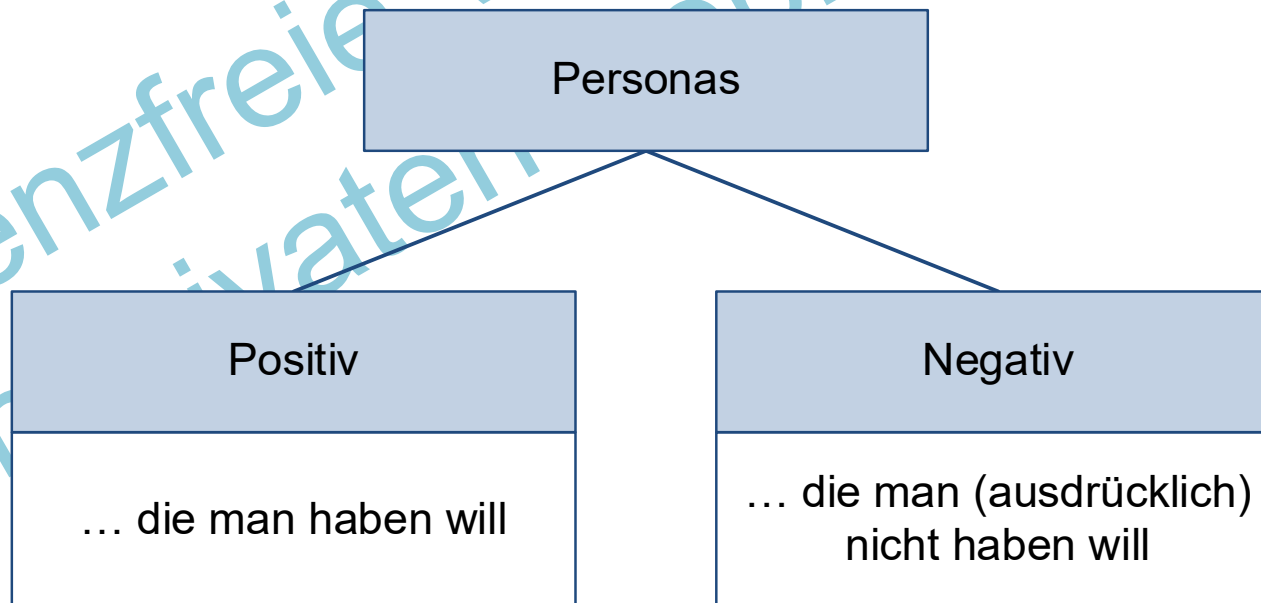 Personas
Positiv
Negativ
… die man haben will
… die man (ausdrücklich)
nicht haben will